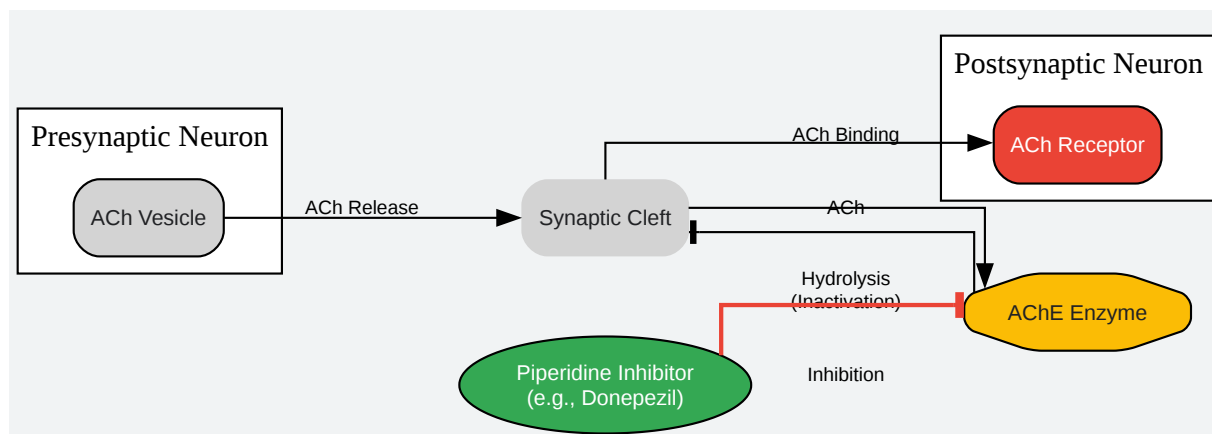 Postsynaptic Neuron
Presynaptic Neuron
ACh Binding
ACh Receptor
ACh Vesicle
ACh Release
Synaptic Cleft
ACh
Hydrolysis
(Inactivation)
AChE Enzyme
Piperidine Inhibitor
(e.g., Donepezil)
Inhibition